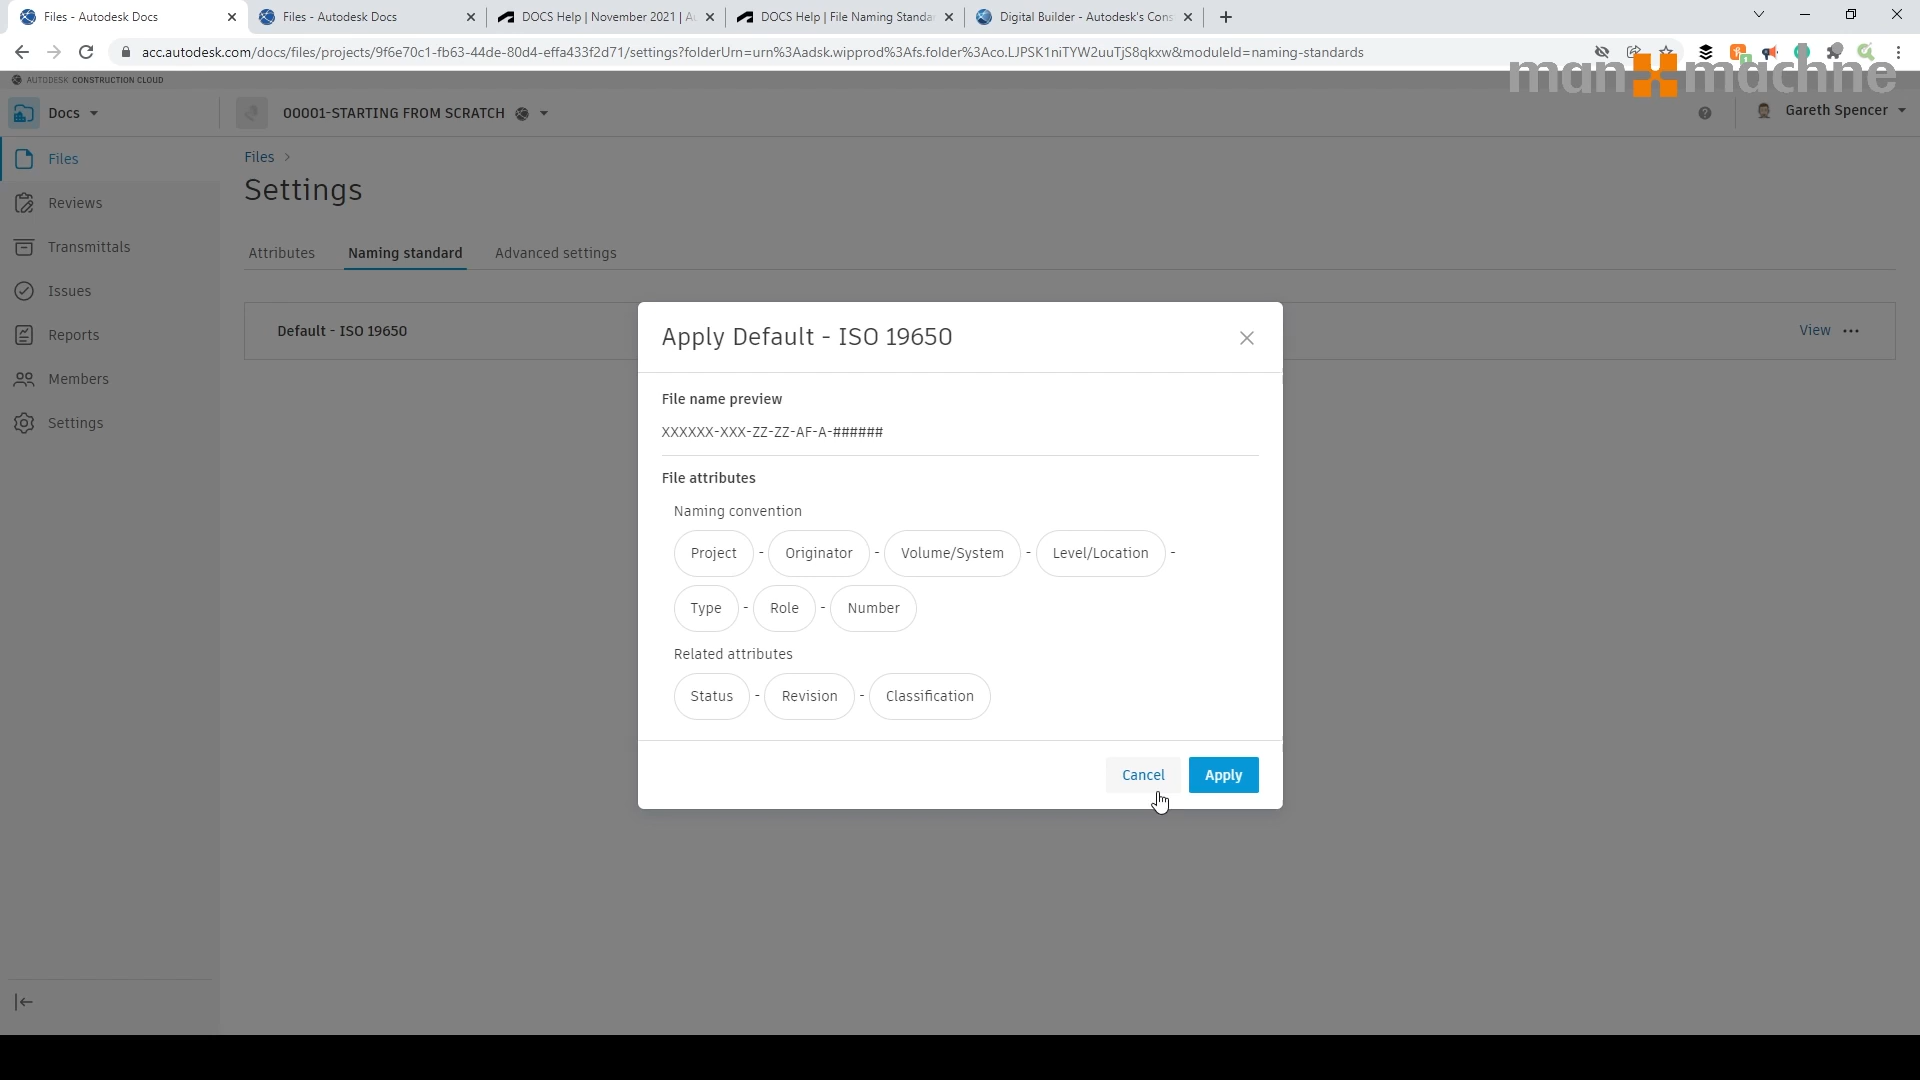 Files - Autodesk Docs
Files - Autodesk Docs
DOCS Help | November 2021 | A
DOCS Help | File Naming Standar
Digital Builder - Autodesk's Cons
acc.autodesk.com/docs/files/projects/9f6e70c1-fb63-44de-80d4-effa433f2d71/settings?folderUrn=urn%3Aadsk.wipprod%3Afs.folder%3Aco.LJPSK1niTYW2uuTjS8qkxw&moduleId=naming-standards
AUTODESK CONSTRUCTION CLOUD
man machine
Docs
00001-STARTING FROM SCRATCH
Gareth Spencer
Files
Reviews
Transmittals
Issues
Reports
Members
Settings
Files
Settings
Attributes
Naming standard
Advanced settings
Default - ISO 19650
View
Apply Default - ISO 19650
File name preview
XXXXXX-XXX-ZZ-ZZ-AF-A-######
File attributes
Naming convention
Project - Originator - Volume/System - Level/Location -
Type - Role - Number
Related attributes
Status - Revision - Classification
Cancel
Apply